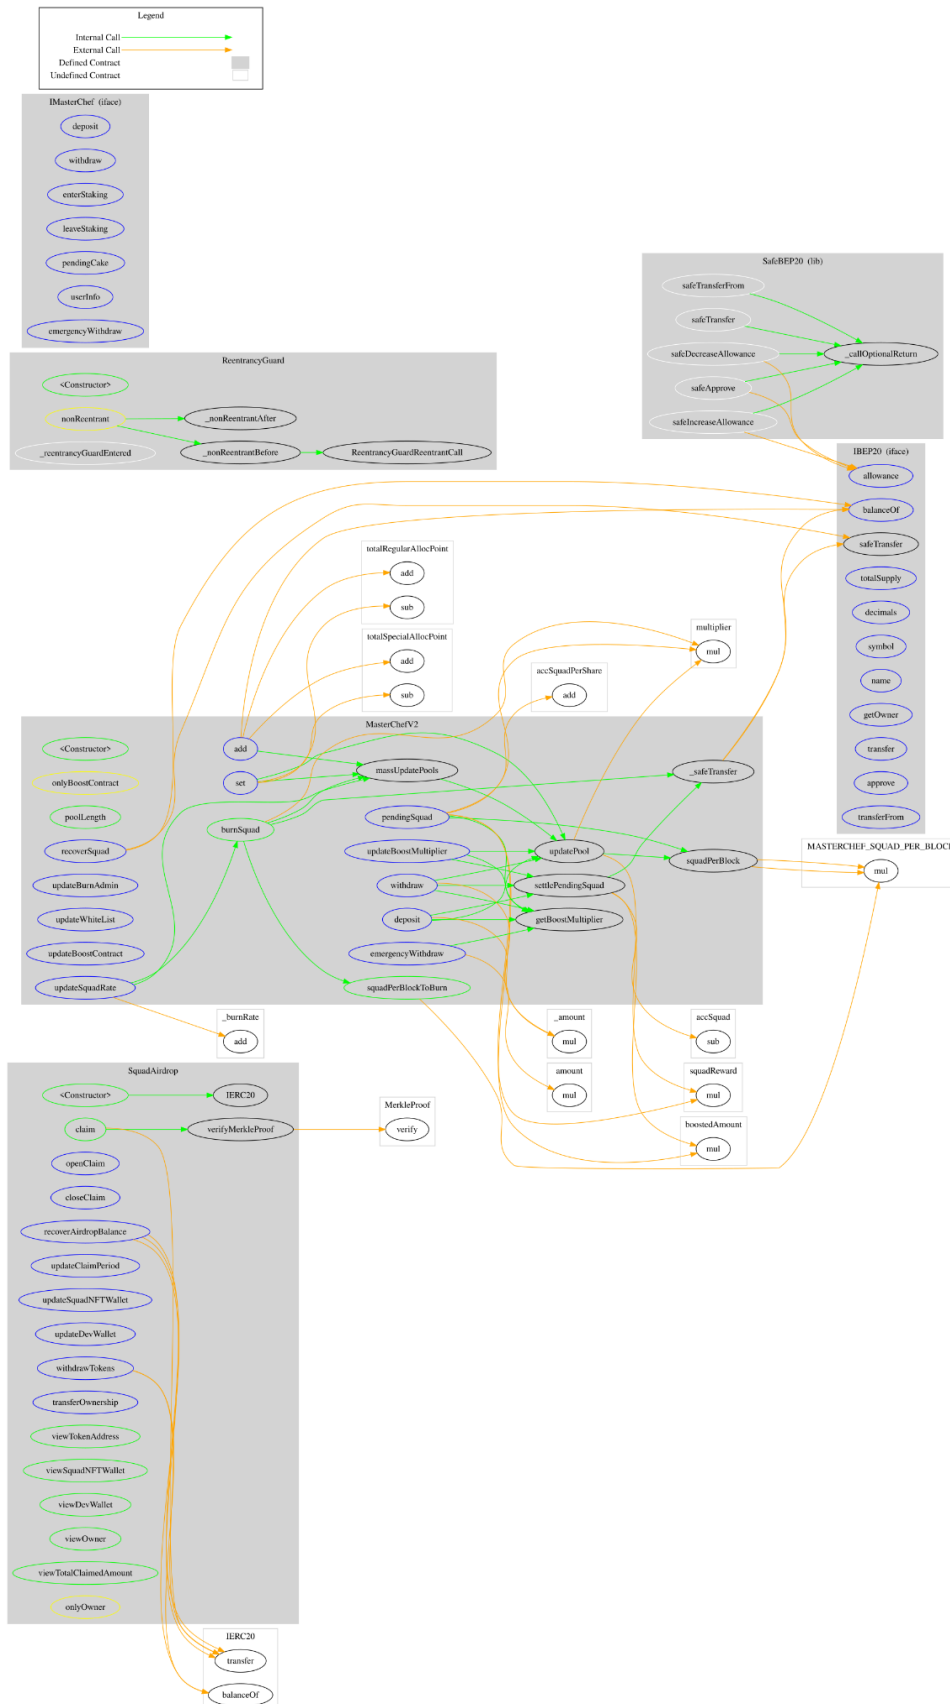 Legend
Internal Call
External Call
Defined Contract
Undefined Contract
IMasterChef (iface)
deposit
withdraw
enterStaking
leaveStaking
pendingCake
userInfo
emergencyWithdraw
SafeBEP20 (lib)
safeTransferFrom
safeTransfer
safeDecreaseAllowance
safeApprove
safeIncreaseAllowance
_callOptionalReturn
ReentrancyGuard
<Constructor>
nonReentrant
_reentrancyGuardEntered
_nonReentrantAfter
_nonReentrantBefore
ReentrancyGuardReentrantCall
IBEP20 (iface)
allowance
balanceOf
safeTransfer
totalSupply
decimals
symbol
name
getOwner
transfer
approve
transferFrom
totalRegularAllocPoint
add
sub
totalSpecialAllocPoint
add
sub
multiplier
mul
accSquadPerShare
add
MasterChefV2
<Constructor>
onlyBoostContract
poolLength
recoverSquad
updateBurnAdmin
updateWhiteList
updateBoostContract
updateSquadRate
add
set
burnSquad
massUpdatePools
pendingSquad
updateBoostMultiplier
withdraw
deposit
emergencyWithdraw
squadPerBlockToBurn
updatePool
settlePendingSquad
getBoostMultiplier
_safeTransfer
squadPerBlock
MASTERCHEF_SQUAD_PER_BLOCK
mul
_burnRate
add
_amount
mul
amount
mul
accSquad
sub
squadReward
mul
boostedAmount
mul
SquadAirdrop
<Constructor>
claim
openClaim
closeClaim
recoverAirdropBalance
updateClaimPeriod
updateSquadNFTWallet
updateDevWallet
withdrawTokens
transferOwnership
viewTokenAddress
viewSquadNFTWallet
viewDevWallet
viewOwner
viewTotalClaimedAmount
onlyOwner
IERC20
verifyMerkleProof
MerkleProof
verify
IERC20
transfer
balanceOf